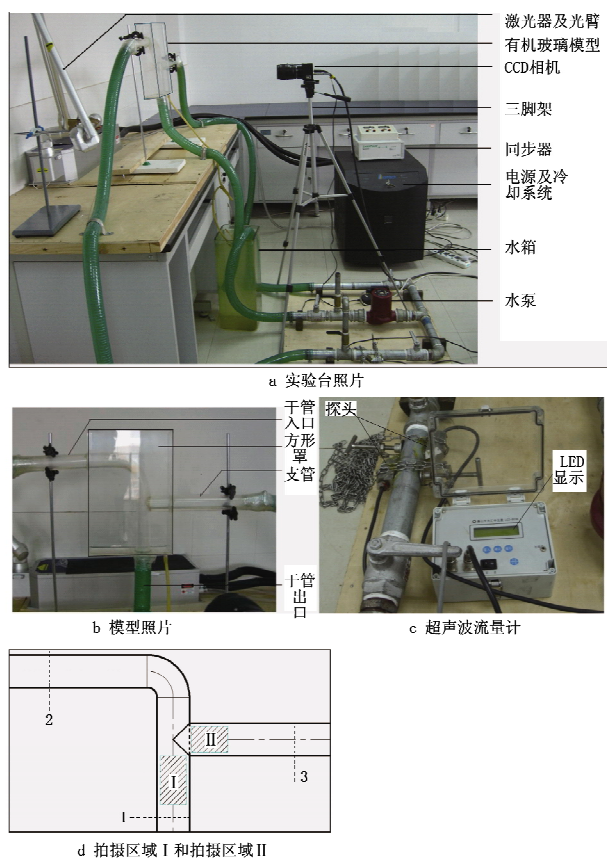 激光器及光臂
有机玻璃模型
CCD相机
三脚架
同步器
电源及冷
却系统
水箱
水泵
a 实验台照片
干管
入口
方形
罩
支管
干管
出
口
b 模型照片
探头
LED
显示
c 超声波流量计
2
II
I
3
1
d 拍摄区域 I 和拍摄区域 II